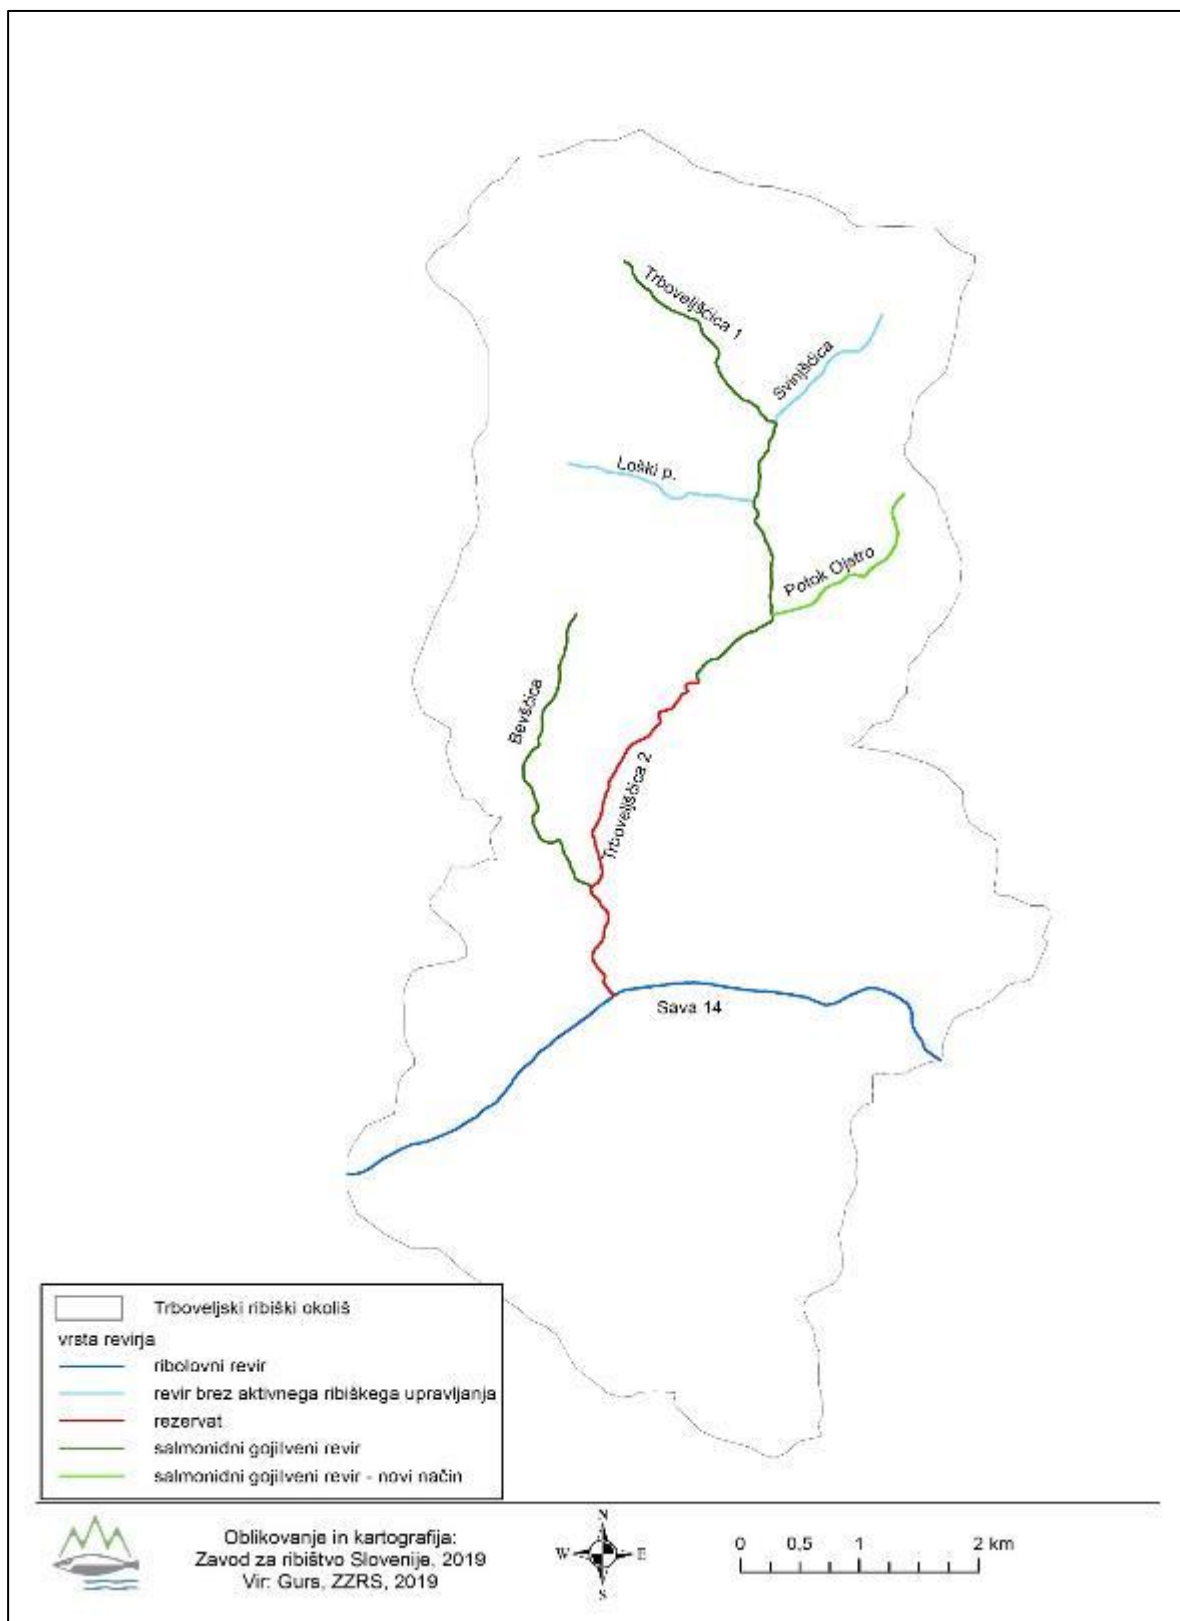 Trboveljščica 1
Svinjščica
Loški p.
Potok Ojstro
Bevščica
Trboveljščica 2
Sava 14
Trboveljski ribiški okoliš
vrsta revirja
ribolovni revir
revir brez aktivnega ribiškega upravljanja
rezervat
salmonidni gojitveni revir
salmonidni gojitveni revir - novi način
Oblikovanje in kartografija:
Zavod za ribištvo Slovenije, 2019
Vir: Gurs, ZZRS, 2019
N
W E
S
0 0,5 1 2 km